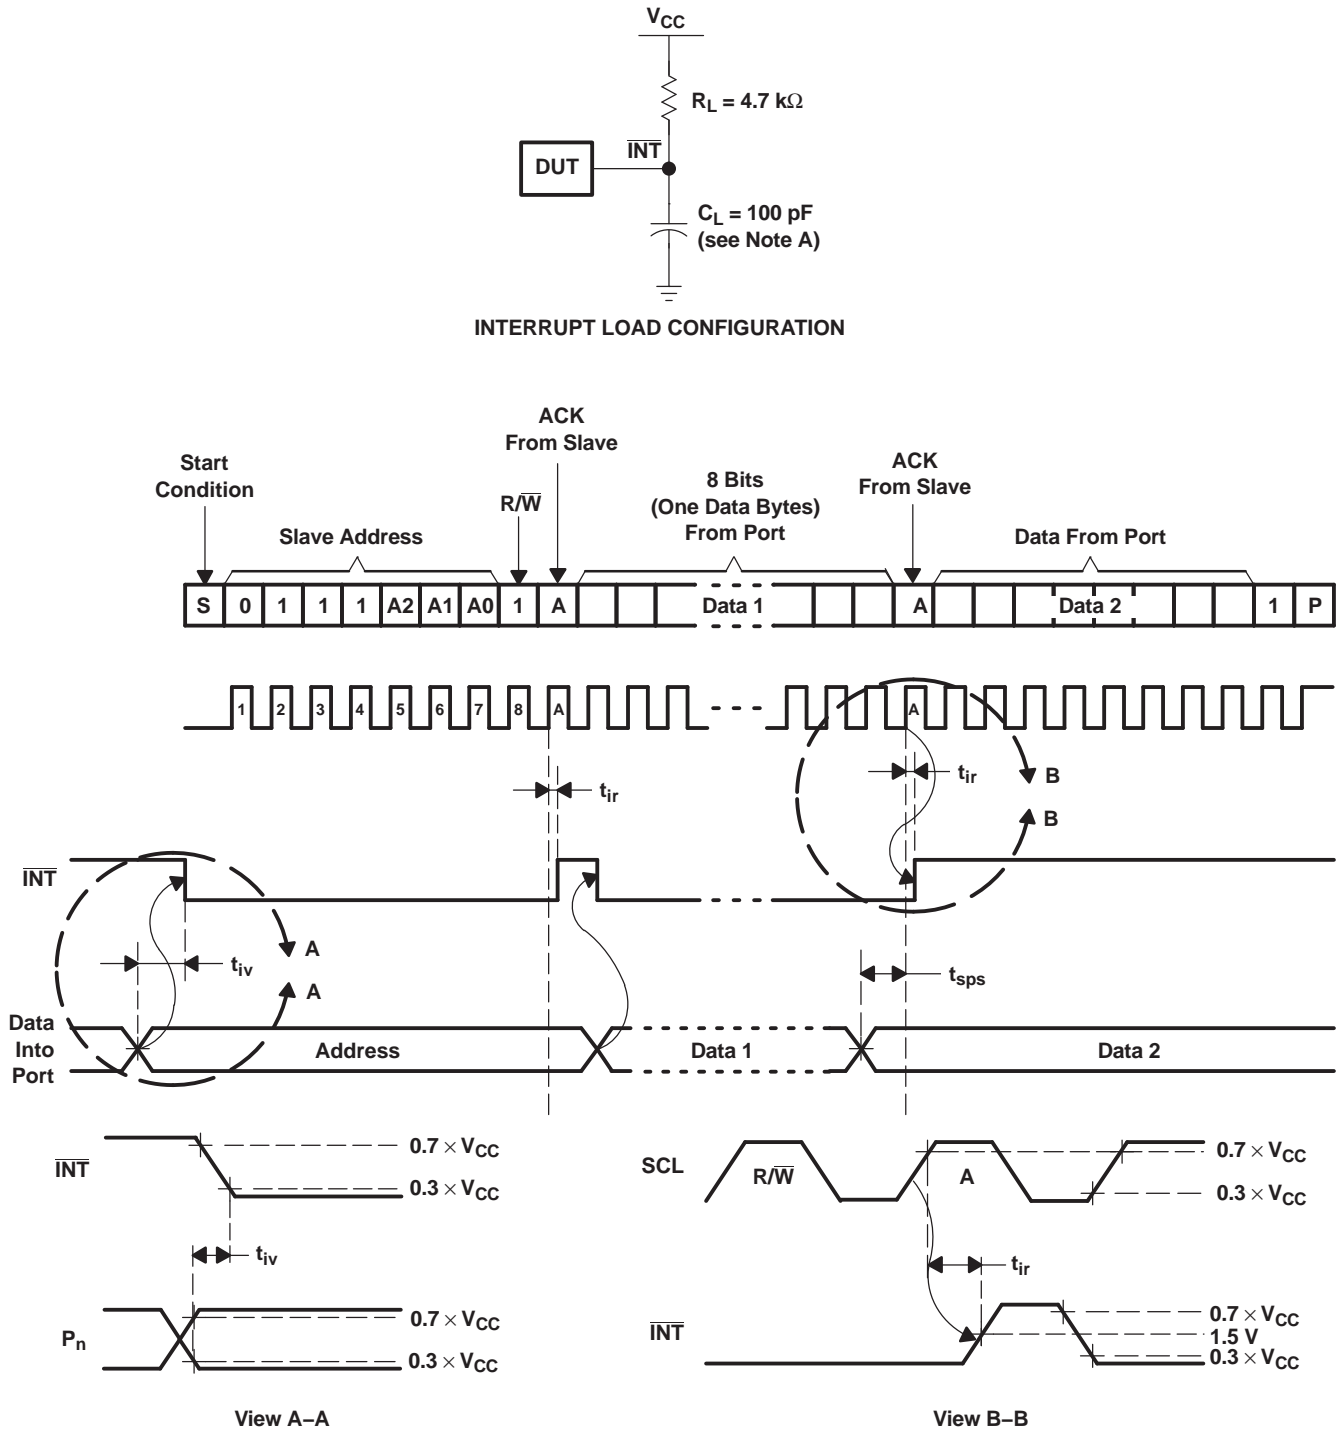 VCC
RL = 4.7 kΩ
INT
DUT
CL = 100 pF
(see Note A)
INTERRUPT LOAD CONFIGURATION
ACK
From Slave
Start
Condition
R/W
8 Bits
(One Data Bytes)
From Port
ACK
From Slave
Slave Address
Data From Port
S 0 1 1 1 A2 A1 A0 1 A Data 1 A Data 2 1 P
1 2 3 4 5 6 7 8 A A
tir
tir
B
B
INT
A
tiv
A
tsps
Data
Into
Port
Address
Data 1
Data 2
INT
0.7 × VCC
0.3 × VCC
tiv
Pn
0.7 × VCC
0.3 × VCC
View A–A
SCL
R/W
A
0.7 × VCC
0.3 × VCC
tir
INT
0.7 × VCC
1.5 V
0.3 × VCC
View B–B